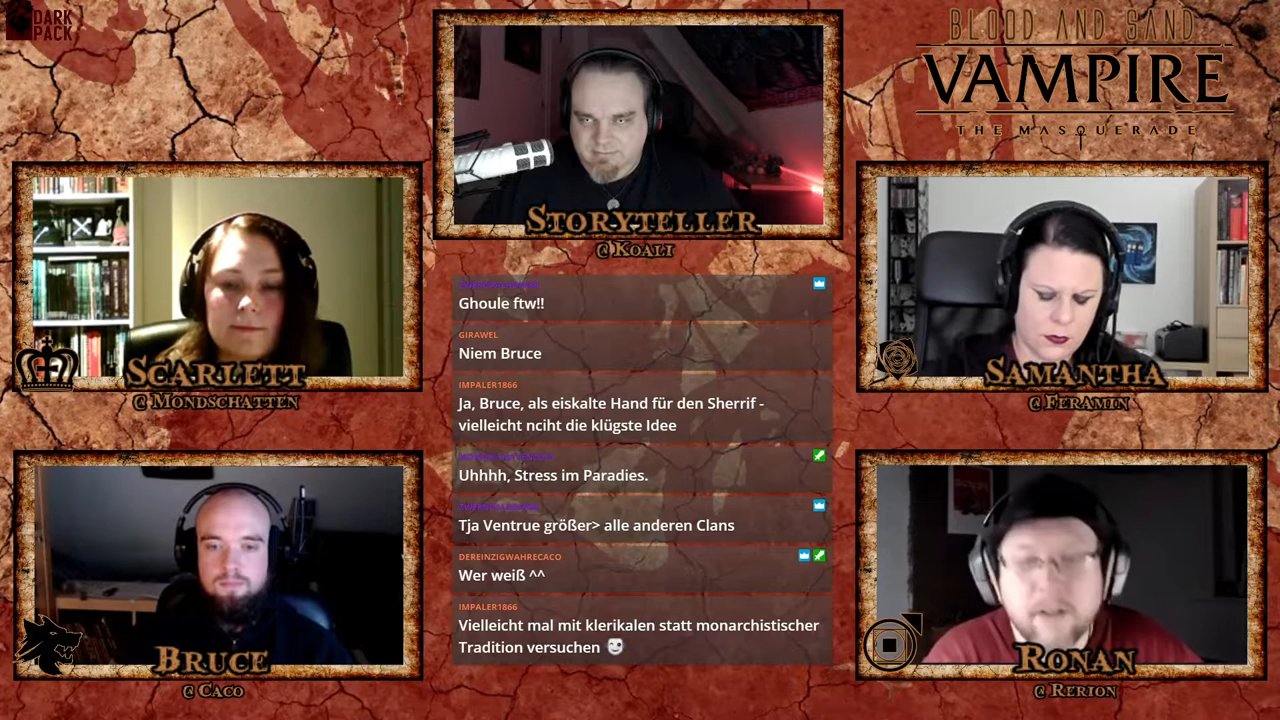 DARK
PACK
BLOOD AND SAND
VAMPIRE
THE MASQUERADE
STORYTELLER
@ KOALI
SCARLETT
@ MONDSCHATTEN
SAMANTHA
@ FERAMIN
Ghoule ftw!!
GIRAWEL
Niem Bruce
IMPALER1866
Ja, Bruce, als eiskalte Hand für den Sherrif -
vielleicht nciht die klügste Idee
Uhhhh, Stress im Paradies.
Tja Ventrue größer> alle anderen Clans
DEREINZIGWAHRECACO
Wer weiß ^^
IMPALER1866
Vielleicht mal mit klerikalen statt monarchistischer
Tradition versuchen
BRUCE
@ CACO
RONAN
@ RERION